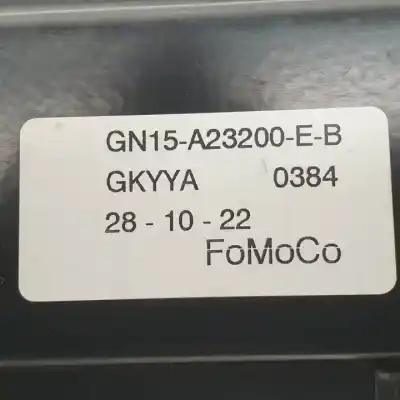 GN15-A23200-E-B
GKYYA 0384
28 - 10 - 22
FoMoCo